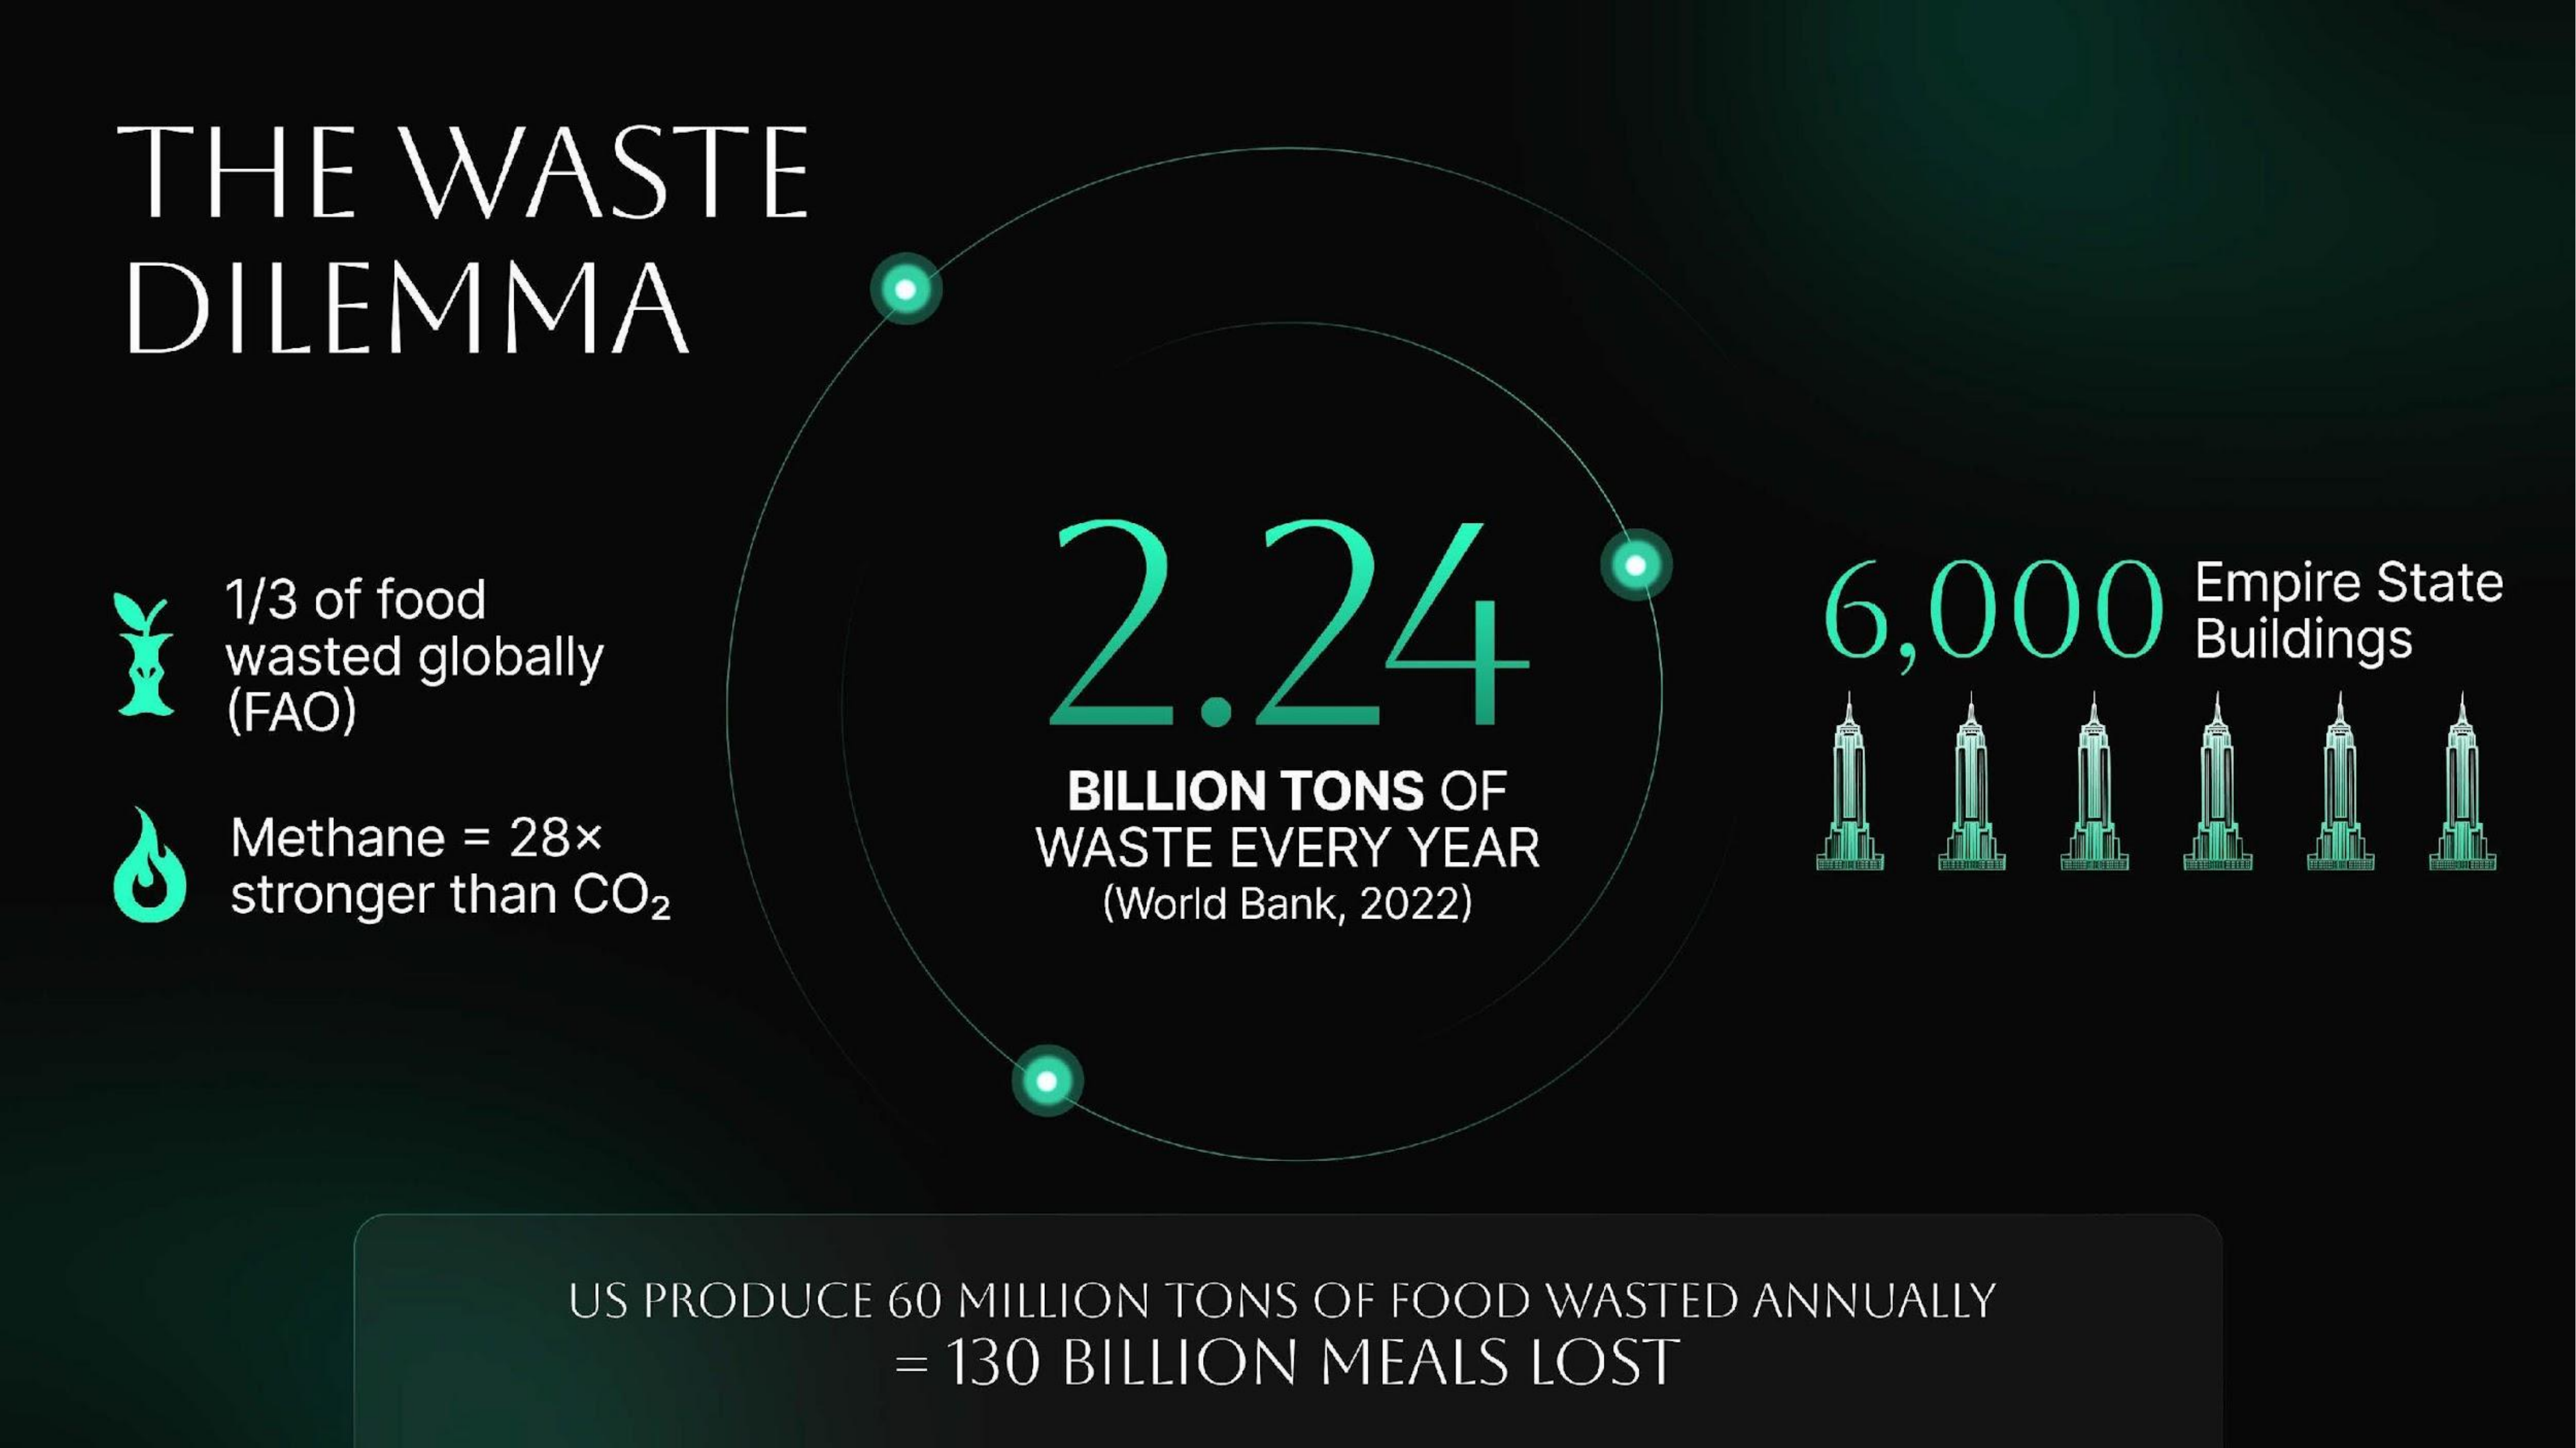 THE WASTE
DILEMMA
1/3 of food
wasted globally
(FAO)
Methane = 28×
stronger than CO₂
2.24
BILLION TONS OF
WASTE EVERY YEAR
(World Bank, 2022)
6,000 Empire State
Buildings
US PRODUCE 60 MILLION TONS OF FOOD WASTED ANNUALLY
= 130 BILLION MEALS LOST